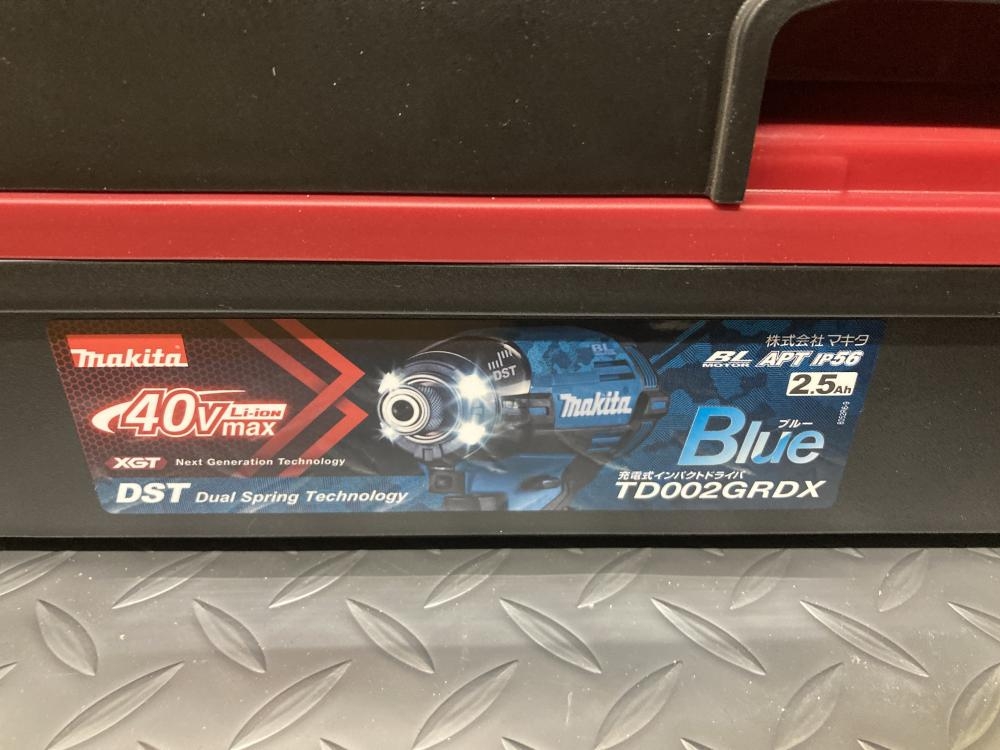 makita
40Vmax Li-ion
XGT Next Generation Technology
DST Dual Spring Technology
DST
BL
makita
株式会社 マキタ
BL MOTOR APT IP56
2.5Ah
ブルー
Blue
充電式インパクトドライバ
TD002GRDX